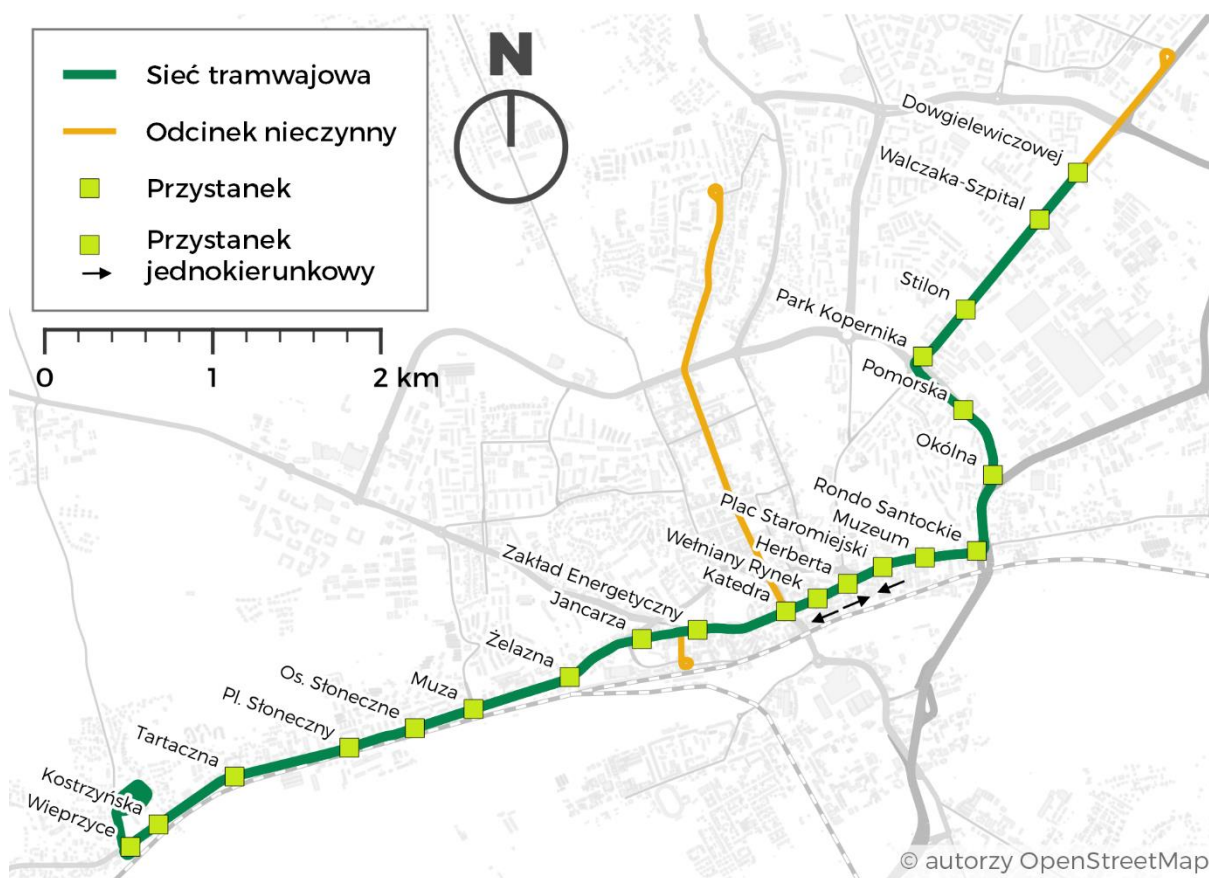 Sieć tramwajowa
Odcinek nieczynny
Przystanek
Przystanek
jednokierunkowy
N
0 1 2 km
Dowgielewiczowej
Walczaka-Szpital
Stilon
Park Kopernika
Pomorska
Okólna
Rondo Santockie
Muzeum
Plac Staromiejski
Herberta
Wełniany Rynek
Katedra
Zakład Energetyczny
Jancarza
Żelazna
Muza
Os. Słoneczne
Pl. Słoneczny
Tartaczna
Kostrzyńska
Wieprzyce
© autorzy OpenStreetMap